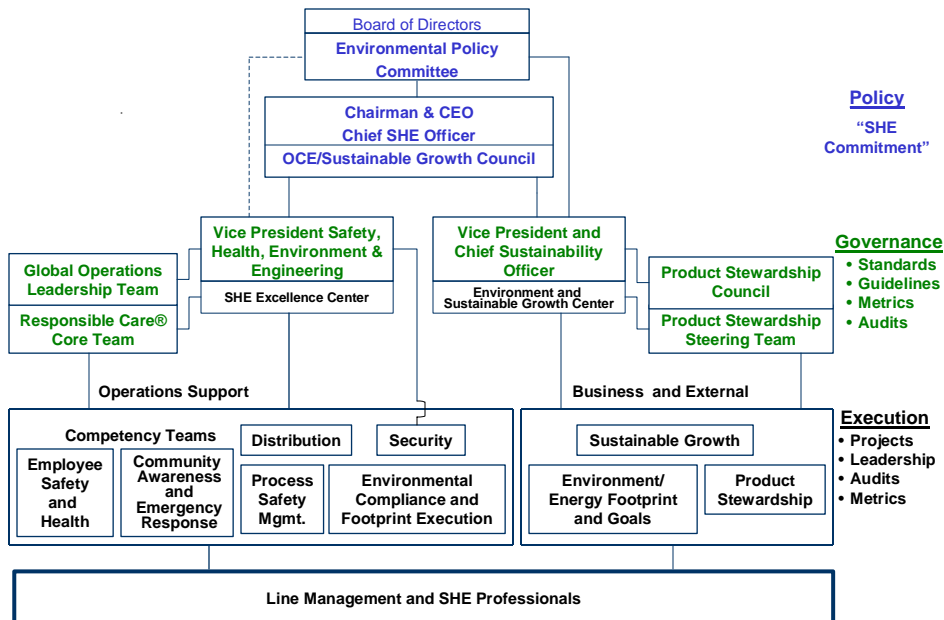 Board of Directors
Environmental Policy
Committee
Chairman & CEO
Chief SHE Officer
OCE/Sustainable Growth Council
Policy
“SHE
Commitment”
Vice President Safety,
Health, Environment &
Engineering
SHE Excellence Center
Vice President and
Chief Sustainability
Officer
Environment and
Sustainable Growth Center
Global Operations
Leadership Team
Responsible Care®
Core Team
Product Stewardship
Council
Product Stewardship
Steering Team
Governance
• Standards
• Guidelines
• Metrics
• Audits
Operations Support
Business and External
Competency Teams
Distribution
Security
Employee
Safety
and
Health
Community
Awareness
and
Emergency
Response
Process
Safety
Mgmt.
Environmental
Compliance and
Footprint Execution
Sustainable Growth
Environment/
Energy Footprint
and Goals
Product
Stewardship
Execution
• Projects
• Leadership
• Audits
• Metrics
Line Management and SHE Professionals